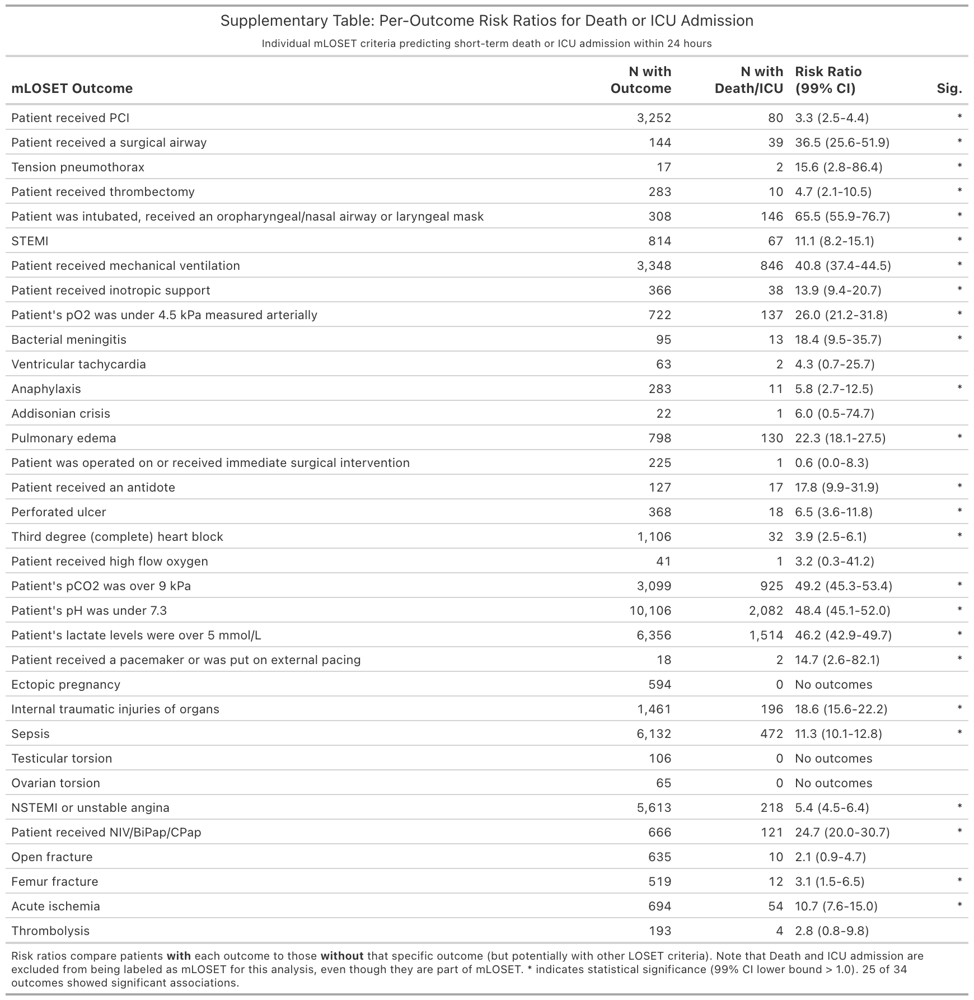 Supplementary Table: Per-Outcome Risk Ratios for Death or ICU Admission
Individual mLOSET criteria predicting short-term death or ICU admission within 24 hours
mLOSET Outcome N with Outcome N with Death/ICU Risk Ratio (99% CI) Sig.
Patient received PCI 3,252 80 3.3 (2.5-4.4) *
Patient received a surgical airway 144 39 36.5 (25.6-51.9) *
Tension pneumothorax 17 2 15.6 (2.8-86.4) *
Patient received thrombectomy 283 10 4.7 (2.1-10.5) *
Patient was intubated, received an oropharyngeal/nasal airway or laryngeal mask 308 146 65.5 (55.9-76.7) *
STEMI 814 67 11.1 (8.2-15.1) *
Patient received mechanical ventilation 3,348 846 40.8 (37.4-44.5) *
Patient received inotropic support 366 38 13.9 (9.4-20.7) *
Patient's pO2 was under 4.5 kPa measured arterially 722 137 26.0 (21.2-31.8) *
Bacterial meningitis 95 13 18.4 (9.5-35.7) *
Ventricular tachycardia 63 2 4.3 (0.7-25.7)
Anaphylaxis 283 11 5.8 (2.7-12.5) *
Addisonian crisis 22 1 6.0 (0.5-74.7)
Pulmonary edema 798 130 22.3 (18.1-27.5) *
Patient was operated on or received immediate surgical intervention 225 1 0.6 (0.0-8.3)
Patient received an antidote 127 17 17.8 (9.9-31.9) *
Perforated ulcer 368 18 6.5 (3.6-11.8) *
Third degree (complete) heart block 1,106 32 3.9 (2.5-6.1) *
Patient received high flow oxygen 41 1 3.2 (0.3-41.2)
Patient's pCO2 was over 9 kPa 3,099 925 49.2 (45.3-53.4) *
Patient's pH was under 7.3 10,106 2,082 48.4 (45.1-52.0) *
Patient's lactate levels were over 5 mmol/L 6,356 1,514 46.2 (42.9-49.7) *
Patient received a pacemaker or was put on external pacing 18 2 14.7 (2.6-82.1) *
Ectopic pregnancy 594 0 No outcomes
Internal traumatic injuries of organs 1,461 196 18.6 (15.6-22.2) *
Sepsis 6,132 472 11.3 (10.1-12.8) *
Testicular torsion 106 0 No outcomes
Ovarian torsion 65 0 No outcomes
NSTEMI or unstable angina 5,613 218 5.4 (4.5-6.4) *
Patient received NIV/BiPap/CPap 666 121 24.7 (20.0-30.7) *
Open fracture 635 10 2.1 (0.9-4.7)
Femur fracture 519 12 3.1 (1.5-6.5) *
Acute ischemia 694 54 10.7 (7.6-15.0) *
Thrombolysis 193 4 2.8 (0.8-9.8)
Risk ratios compare patients with each outcome to those without that specific outcome (but potentially with other LOSET criteria). Note that Death and ICU admission are
excluded from being labeled as mLOSET for this analysis, even though they are part of mLOSET. * indicates statistical significance (99% CI lower bound > 1.0). 25 of 34
outcomes showed significant associations.